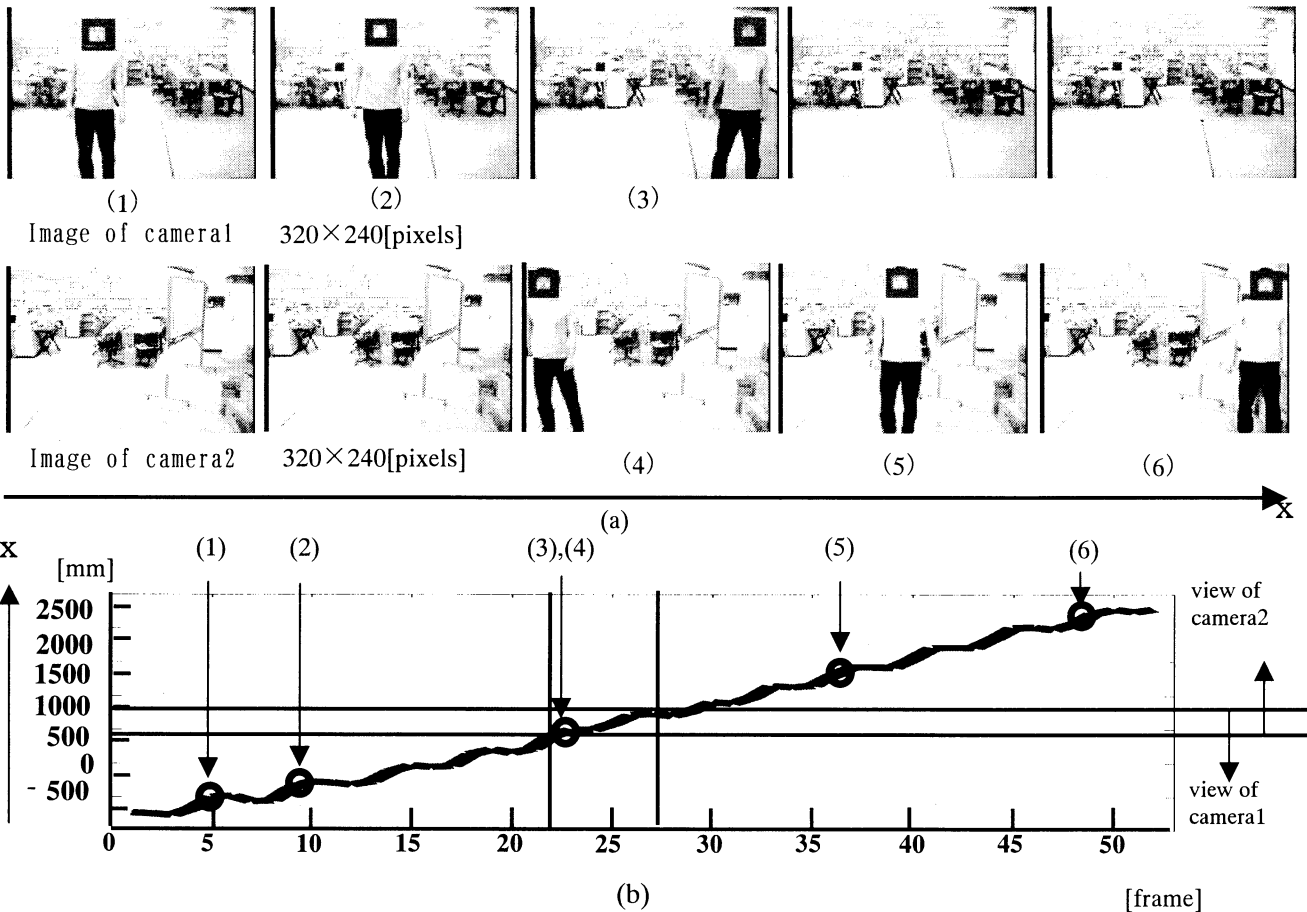 (1) (2) (3)
Image of camera1 320×240[pixels]
Image of camera2 320×240[pixels] (4) (5) (6)
x
(a)
x (1) (2) (3),(4) (5) (6)
[mm]
2500
2000
1500
1000
500
0
- 500
view of
camera2
view of
camera1
0 5 10 15 20 25 30 35 40 45 50
(b) [frame]